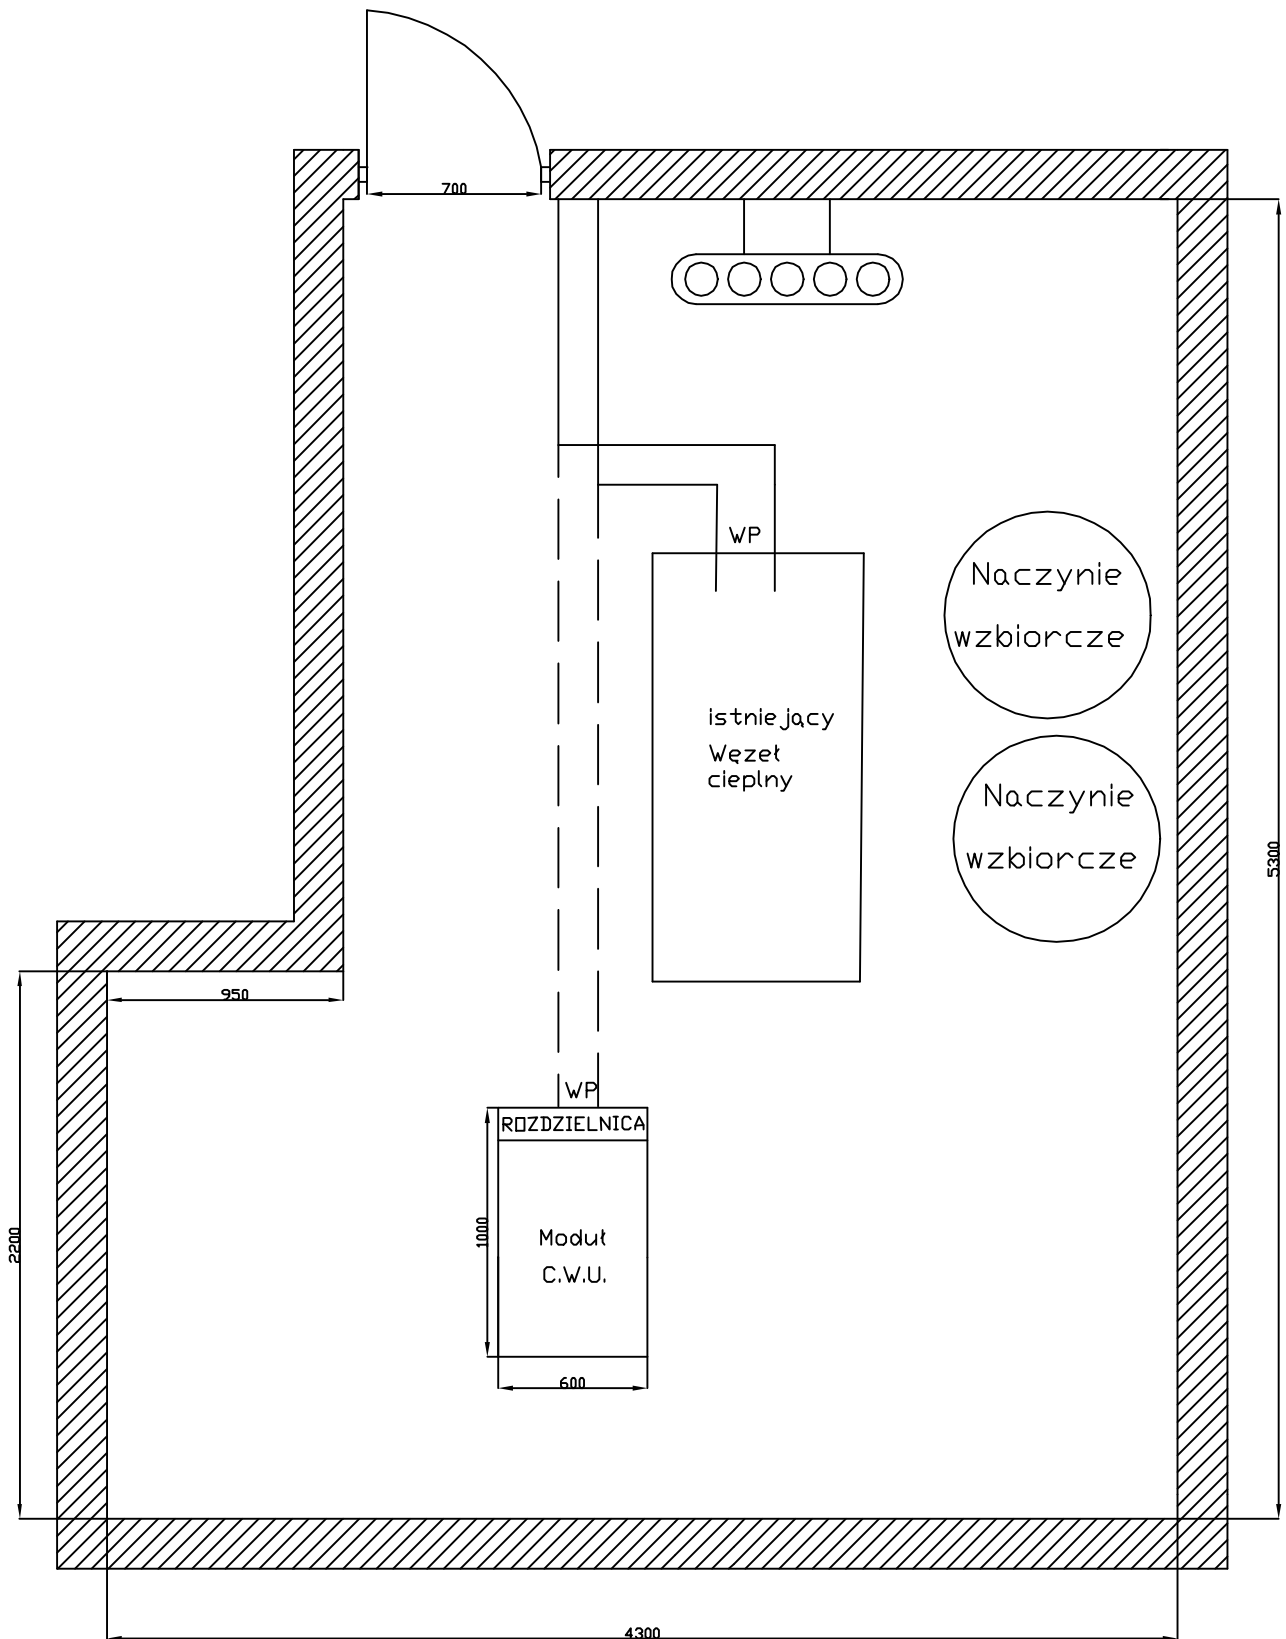 700
WP
Naczynie
wzbiorcze
istniejący
Węzeł
cieplny
Naczynie
wzbiorcze
5300
950
WP
ROZDZIELNICA
1000
Moduł
C.W.U.
2200
600
4300